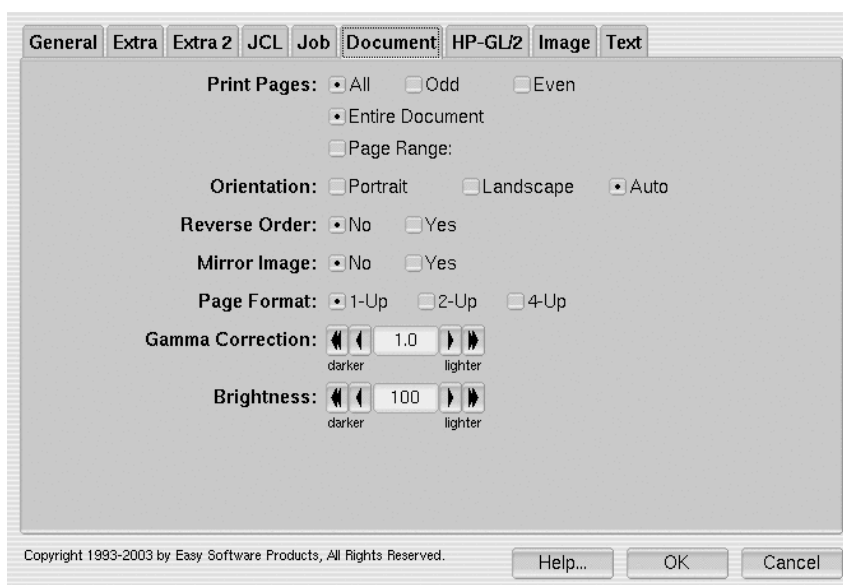 General Extra Extra 2 JCL Job Document HP-GL/2 Image Text
Print Pages: All Odd Even
Entire Document
Page Range:
Orientation: Portrait Landscape Auto
Reverse Order: No Yes
Mirror Image: No Yes
Page Format: 1-Up 2-Up 4-Up
Gamma Correction: 1.0
darker lighter
Brightness: 100
darker lighter
Copyright 1993-2003 by Easy Software Products, All Rights Reserved. Help... OK Cancel